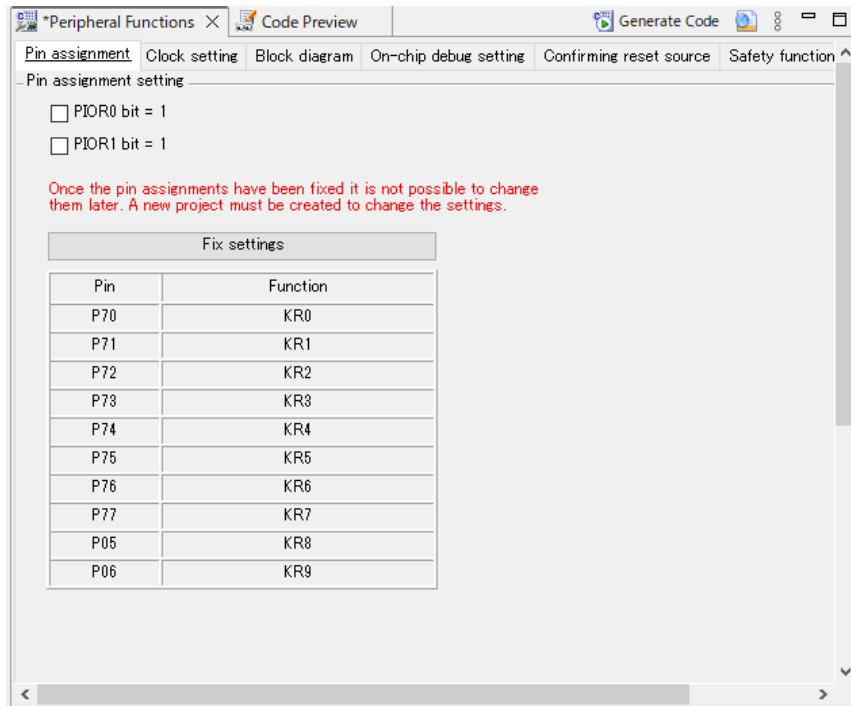 *Peripheral Functions Code Preview Generate Code
Pin assignment Clock setting Block diagram On-chip debug setting Confirming reset source Safety function
Pin assignment setting
PIOR0 bit = 1
PIOR1 bit = 1
Once the pin assignments have been fixed it is not possible to change
them later. A new project must be created to change the settings.
Fix settings
Pin Function
P70 KR0
P71 KR1
P72 KR2
P73 KR3
P74 KR4
P75 KR5
P76 KR6
P77 KR7
P05 KR8
P06 KR9